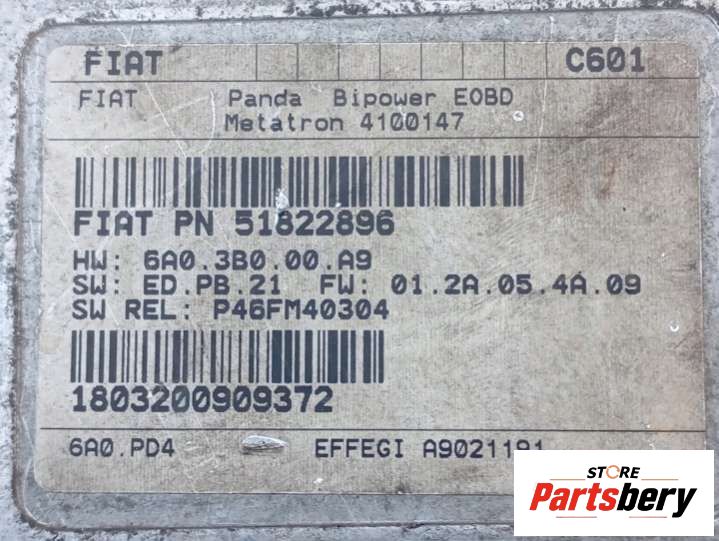 FIAT C601
FIAT Panda Bipower EOBD
Metatron 4100147
FIAT PN 51822896
HW: 6A0.3B0.00.A9
SW: ED.PB.21 FW: 01.2A.05.4A.09
SW REL: P46FM40304
1803200909372
6A0.PD4 EFFEGI A9021191
STORE
Partsbery